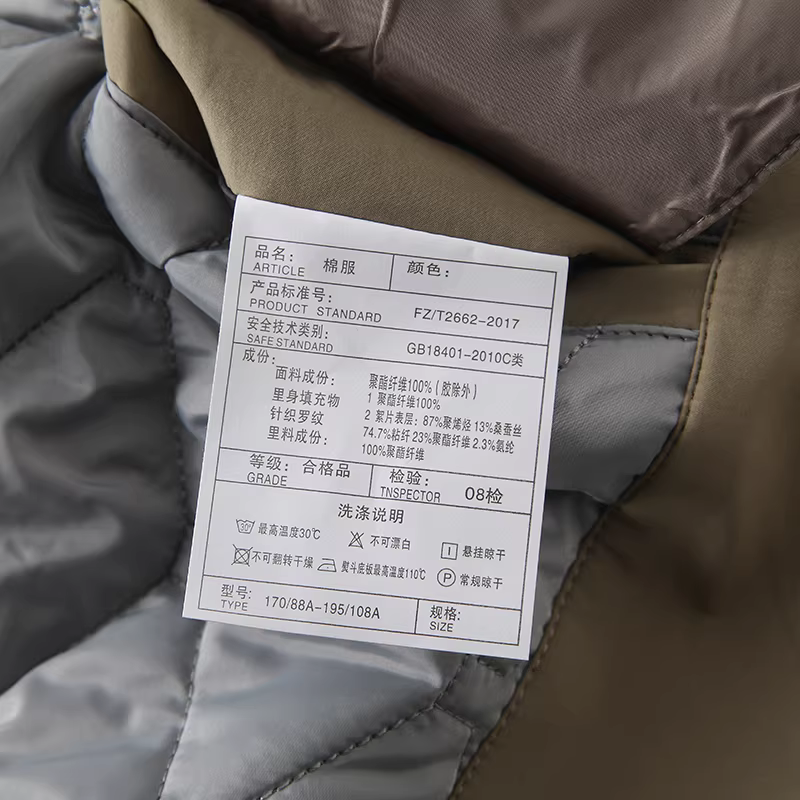 品名: 棉服 颜色:
ARTICLE
产品标准号:
PRODUCT STANDARD FZ/T2662-2017
安全技术类别:
SAFE STANDARD GB18401-2010C类
成份:
面料成份: 聚酯纤维100%(胶除外)
里身填充物 1 聚酯纤维100%
2 絮片表层: 87%聚烯烃 13%桑蚕丝
针织罗纹 74.7%粘纤 23%聚酯纤维 2.3%氨纶
里料成份: 100%聚酯纤维
等级: 合格品 检验: 08检
GRADE TNSPECTOR
洗涤说明
30° 最高温度30℃ 不可漂白 悬挂晾干
不可翻转干燥 熨斗底板最高温度110℃ P 常规晾干
型号: 170/88A-195/108A 规格:
TYPE SIZE